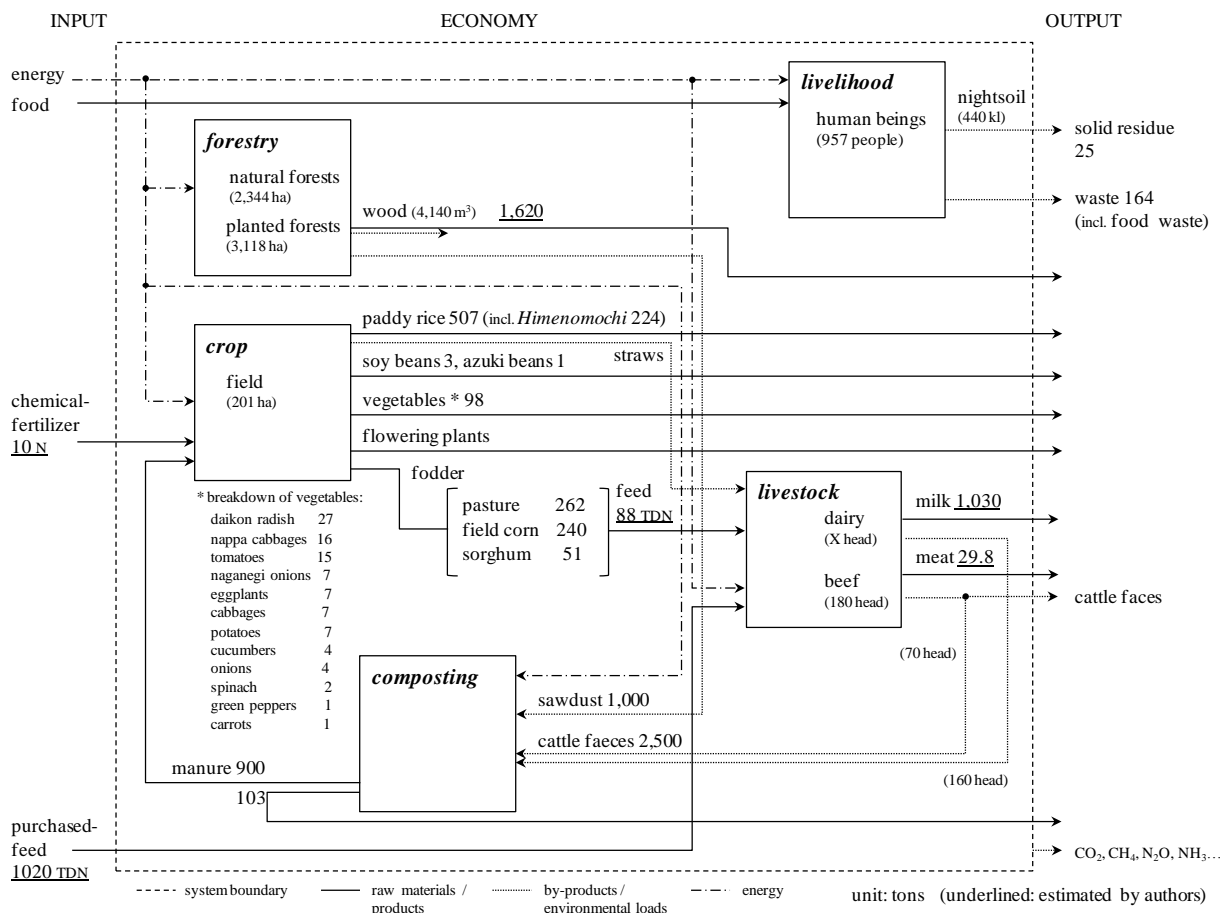 INPUT
ECONOMY
OUTPUT
energy
food
livelihood
human beings
(957 people)
nightsoil
(440 kl)
solid residue
25
waste 164
(incl. food waste)
forestry
natural forests
(2,344 ha)
planted forests
(3,118 ha)
wood (4,140 m³) 1,620
crop
field
(201 ha)
paddy rice 507 (incl. Himenomochi 224)
straws
soy beans 3, azuki beans 1
vegetables * 98
flowering plants
fodder
chemical-
fertilizer
10 N
* breakdown of vegetables:
daikon radish 27
nappa cabbages 16
tomatoes 15
naganegi onions 7
eggplants 7
cabbages 7
potatoes 7
cucumbers 4
onions 4
spinach 2
green peppers 1
carrots 1
pasture 262
field corn 240
sorghum 51
feed
88 TDN
livestock
dairy
(X head)
beef
(180 head)
milk 1,030
meat 29.8
cattle faces
(70 head)
(160 head)
composting
sawdust 1,000
cattle faeces 2,500
manure 900
103
purchased-
feed
1020 TDN
CO₂, CH₄, N₂O, NH₃…
system boundary
raw materials /
products
by-products /
environmental loads
energy
unit: tons (underlined: estimated by authors)